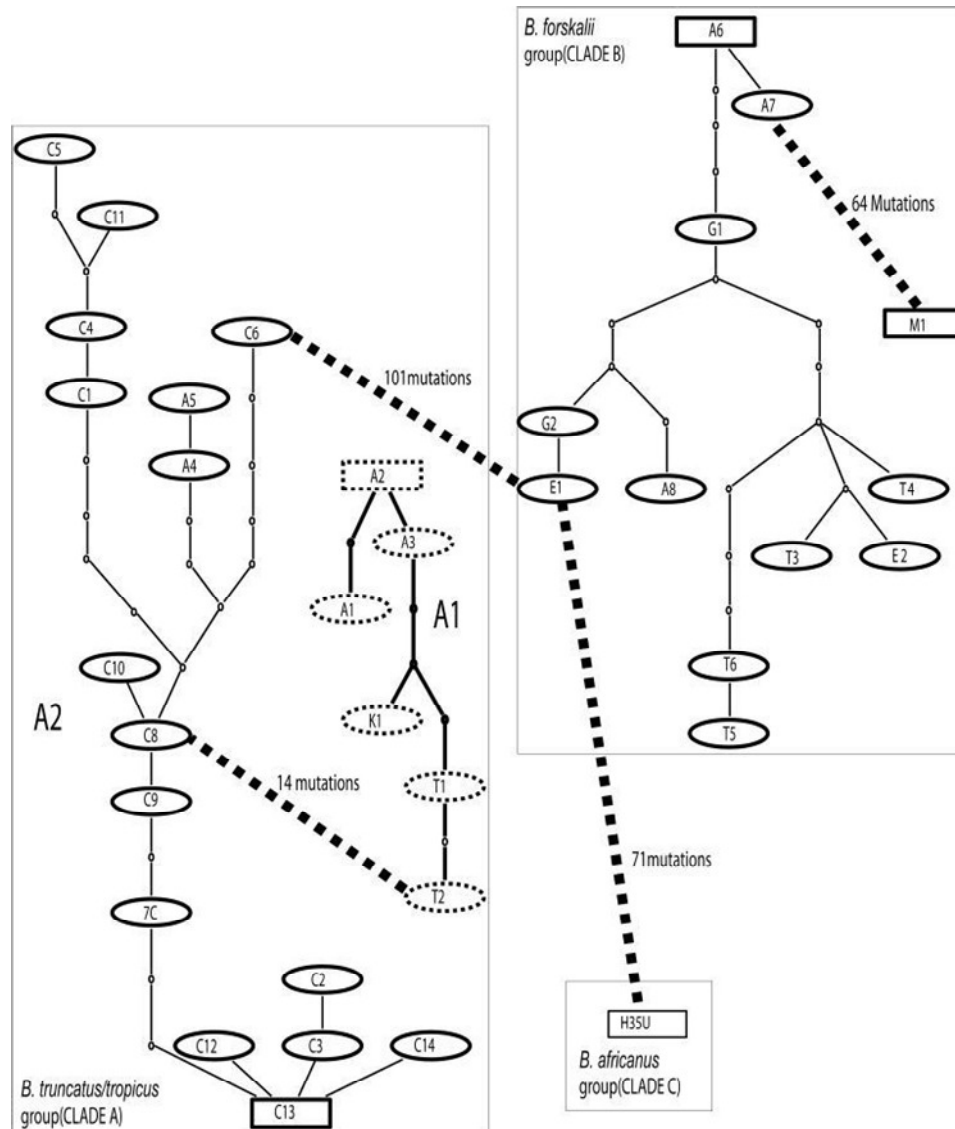 B. forskalii
group(CLADE B)
A6
A7
64 Mutations
G1
M1
G2
E1
A8
T4
T3
E 2
T6
T5
C5
C11
C4
C6
C1
101mutations
A5
A4
A2
A3
A1
A1
C10
A2
K1
C8
14 mutations
T1
C9
T2
7C
71mutations
C2
C12
C3
C14
C13
B. truncatus/tropicus
group(CLADE A)
H35U
B. africanus
group(CLADE C)